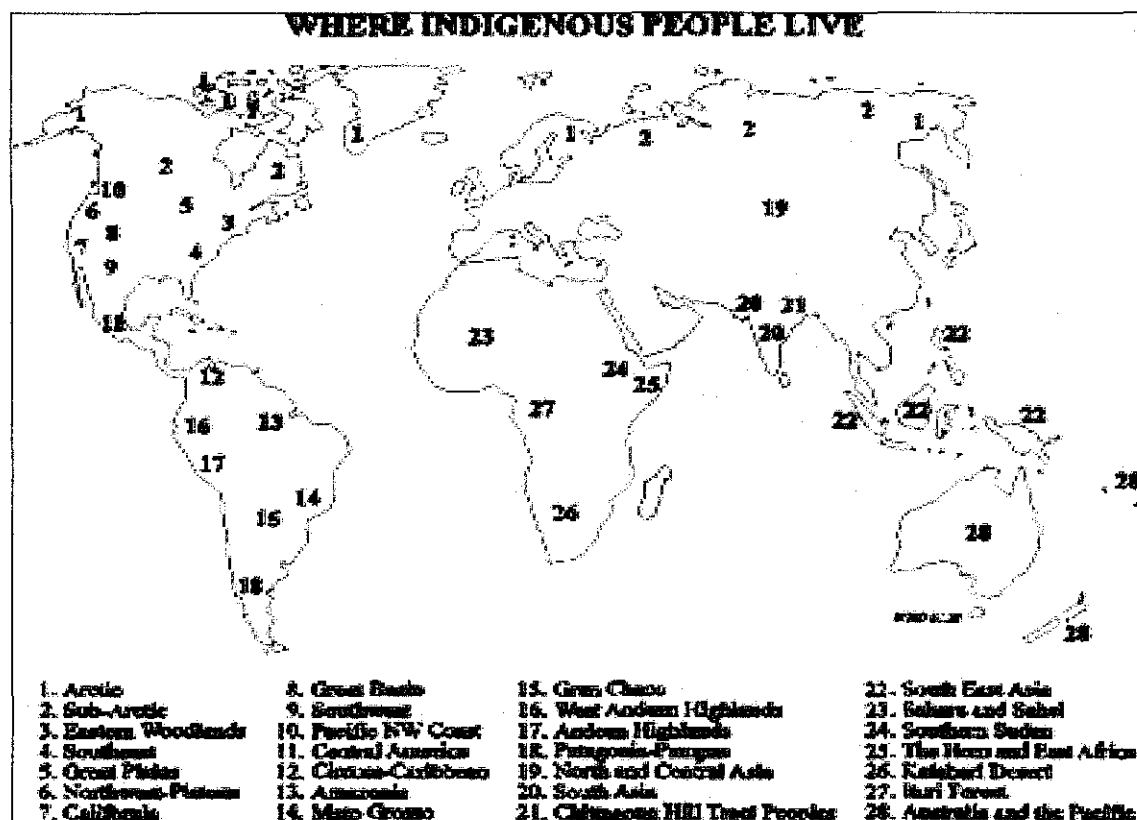 WHERE INDIGENOUS PEOPLE LIVE
1 1 1 1 2 2 1
2 2 2
10 5 19
6 3
8
7 4
9
11 20 21
23 20 22
12 24
25
16 13 27 22 22 22
17
14 28
15 26 28
18
28
1. Arctic
2. Sub-Arctic
3. Eastern Woodlands
4. Southeast
5. Great Plains
6. Northwest-Plateau
7. California
8. Great Basin
9. Southwest
10. Pacific NW Coast
11. Central America
12. Circum-Caribbean
13. Amazonia
14. Mato Grosso
15. Gran Chaco
16. West Andean Highlands
17. Andean Highlands
18. Patagonia-Pampas
19. North and Central Asia
20. South Asia
21. Chittagong Hill Tract Peoples
22. South East Asia
23. Sahara and Sahel
24. Southern Sudan
25. The Horn and East Africa
26. Kalahari Desert
27. Ituri Forest
28. Australia and the Pacific